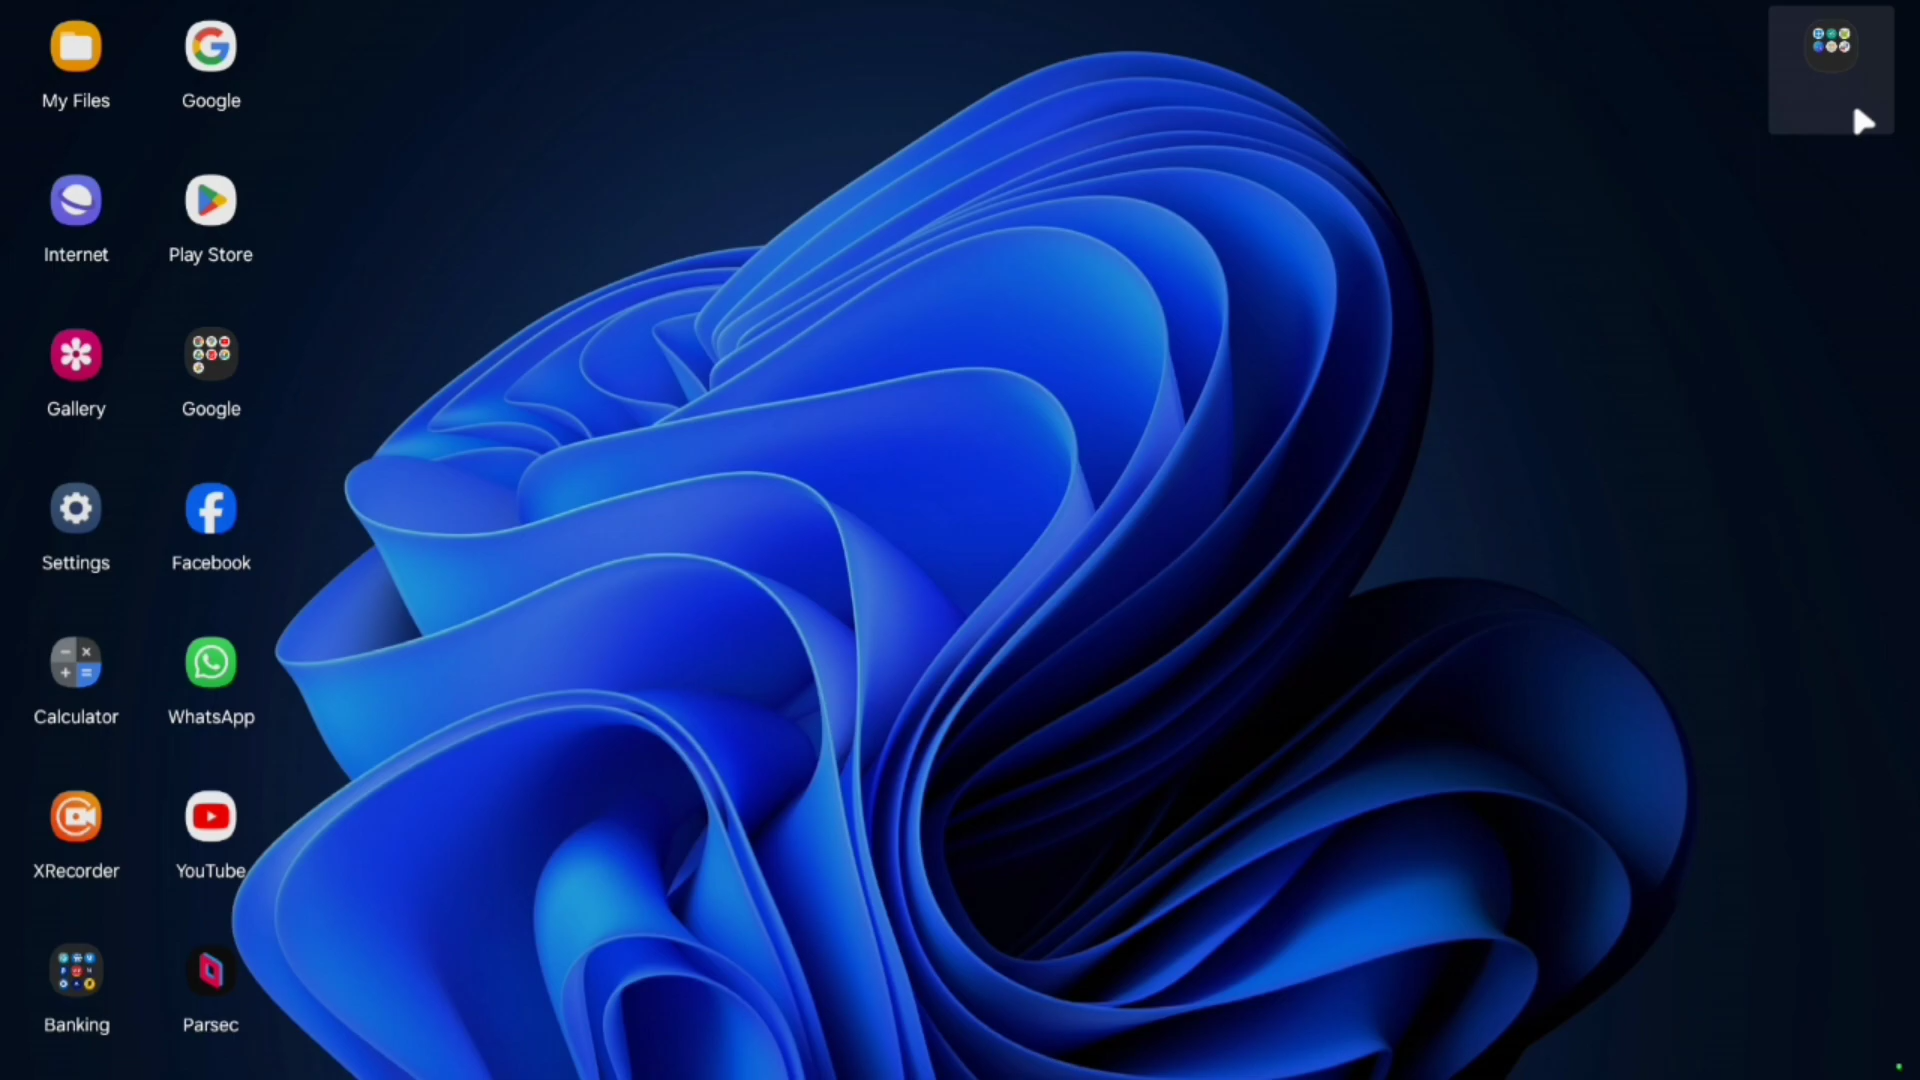 My Files
Google
Internet
Play Store
Gallery
Google
Settings
Facebook
Calculator
WhatsApp
XRecorder
YouTube
Banking
Parsec